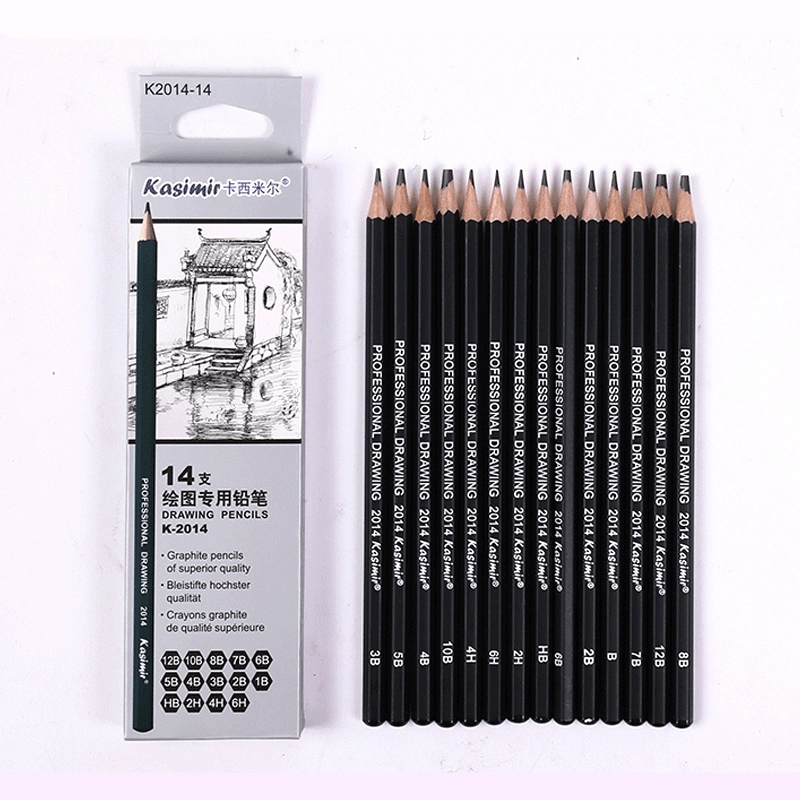 K2014-14
Kasimir卡西米尔®
PROFESSIONAL DRAWING 2014 Kasimir®
14支
绘图专用铅笔
DRAWING PENCILS
K-2014
• Graphite pencils
of superior quality
• Bleistifte hochster
qualität
• Crayons graphite
de qualité supérieure
12B 10B 8B 7B 6B
5B 4B 3B 2B 1B
HB 2H 4H 6H
PROFESSIONAL DRAWING 2014 Kasimir® 3B
PROFESSIONAL DRAWING 2014 Kasimir® 5B
PROFESSIONAL DRAWING 2014 Kasimir® 4B
PROFESSIONAL DRAWING 2014 Kasimir® 10B
PROFESSIONAL DRAWING 2014 Kasimir® 4H
PROFESSIONAL DRAWING 2014 Kasimir® 6H
PROFESSIONAL DRAWING 2014 Kasimir® 2H
PROFESSIONAL DRAWING 2014 Kasimir® HB
PROFESSIONAL DRAWING 2014 Kasimir® 6B
PROFESSIONAL DRAWING 2014 Kasimir® 2B
PROFESSIONAL DRAWING 2014 Kasimir® B
PROFESSIONAL DRAWING 2014 Kasimir® 7B
PROFESSIONAL DRAWING 2014 Kasimir® 12B
PROFESSIONAL DRAWING 2014 Kasimir® 8B